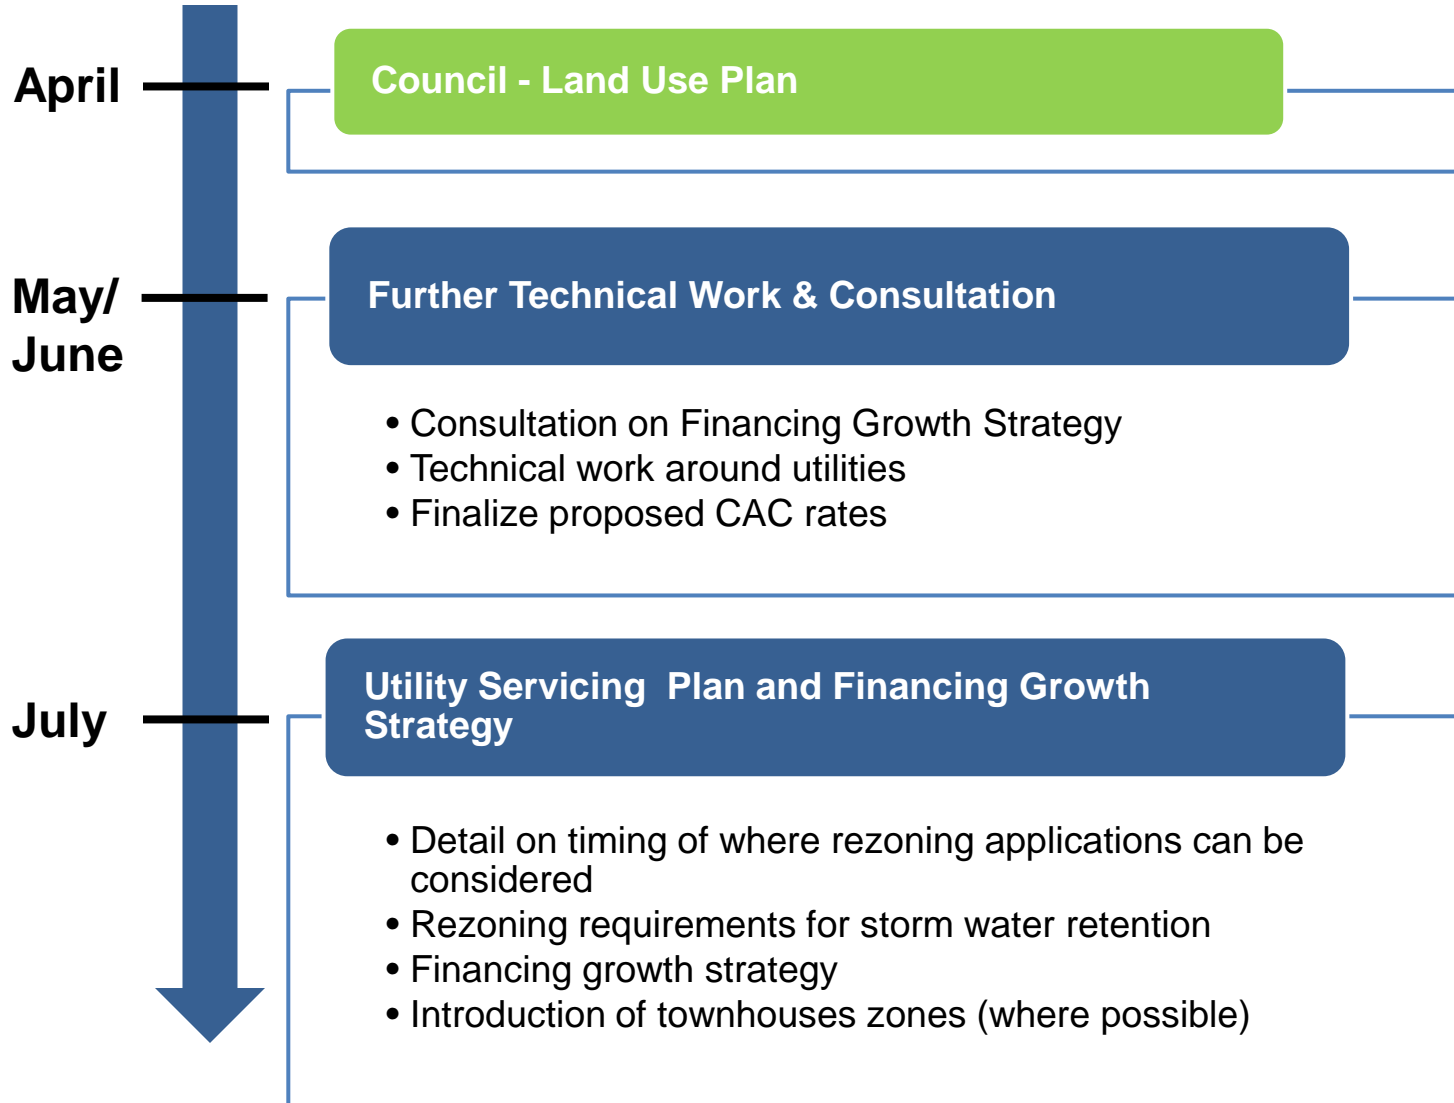 April
Council - Land Use Plan
May/
June
Further Technical Work & Consultation
• Consultation on Financing Growth Strategy
• Technical work around utilities
• Finalize proposed CAC rates
July
Utility Servicing  Plan and Financing Growth
Strategy
• Detail on timing of where rezoning applications can be
considered
• Rezoning requirements for storm water retention
• Financing growth strategy
• Introduction of townhouses zones (where possible)